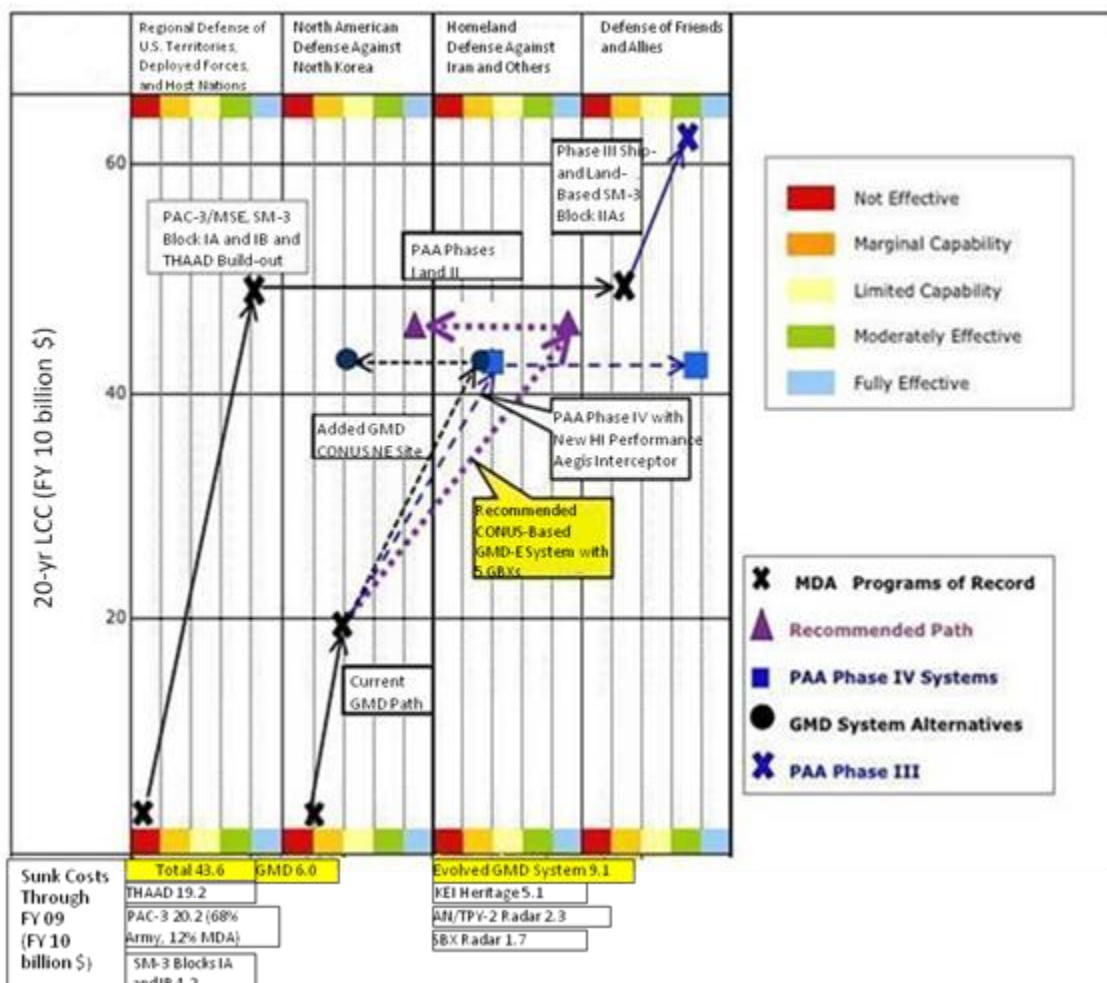 Regional Defense of
U.S. Territories,
Deployed Forces,
and Host Nations
North American
Defense Against
North Korea
Homeland
Defense Against
Iran and Others
Defense of Friends
and Allies
20-yr LCC (FY 10 billion $)
60
40
20
PAC-3/MSE, SM-3
Block IA and IB and
THAAD Build-out
PAA Phases
I and II
Phase III Ship-
and Land-
Based SM-3
Block IIAs
Added GMD
CONUS NE Site
PAA Phase IV with
New HI Performance
Aegis Interceptor
Recommended
CONUS-Based
GMD-E System with
5 GBXs
Current
GMD Path
Not Effective
Marginal Capability
Limited Capability
Moderately Effective
Fully Effective
MDA Programs of Record
Recommended Path
PAA Phase IV Systems
GMD System Alternatives
PAA Phase III
Sunk Costs
Through
FY 09
(FY 10
billion $)
Total 43.6
GMD 6.0
Evolved GMD System 9.1
THAAD 19.2
KEI Heritage 5.1
PAC-3 20.2 (68%
Army, 12% MDA)
AN/TPY-2 Radar 2.3
SBX Radar 1.7
SM-3 Blocks IA
and IB